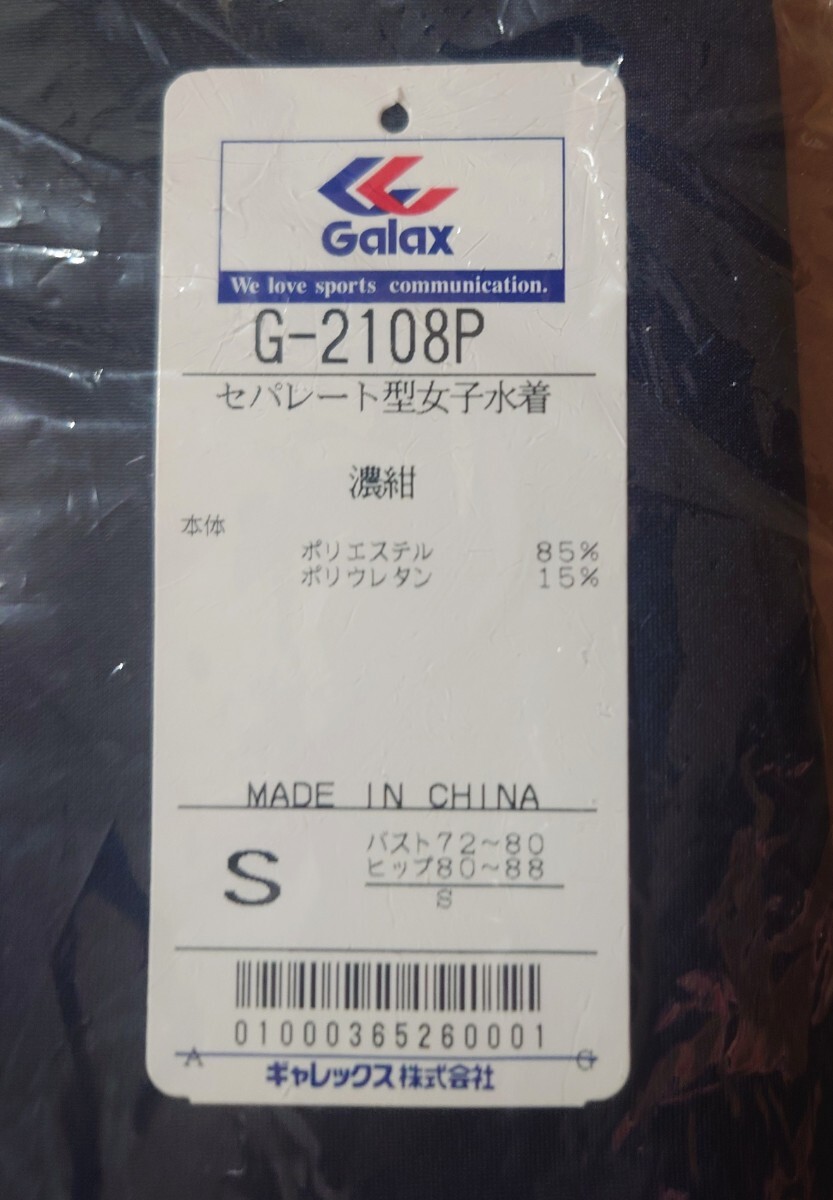 Galax
We love sports communication.
G-2108P
セパレート型女子水着
濃紺
本体
ポリエステル 85%
ポリウレタン 15%
MADE IN CHINA
S
バスト72～80
ヒップ80～88
S
01000365260001
A G
ギャレックス株式会社